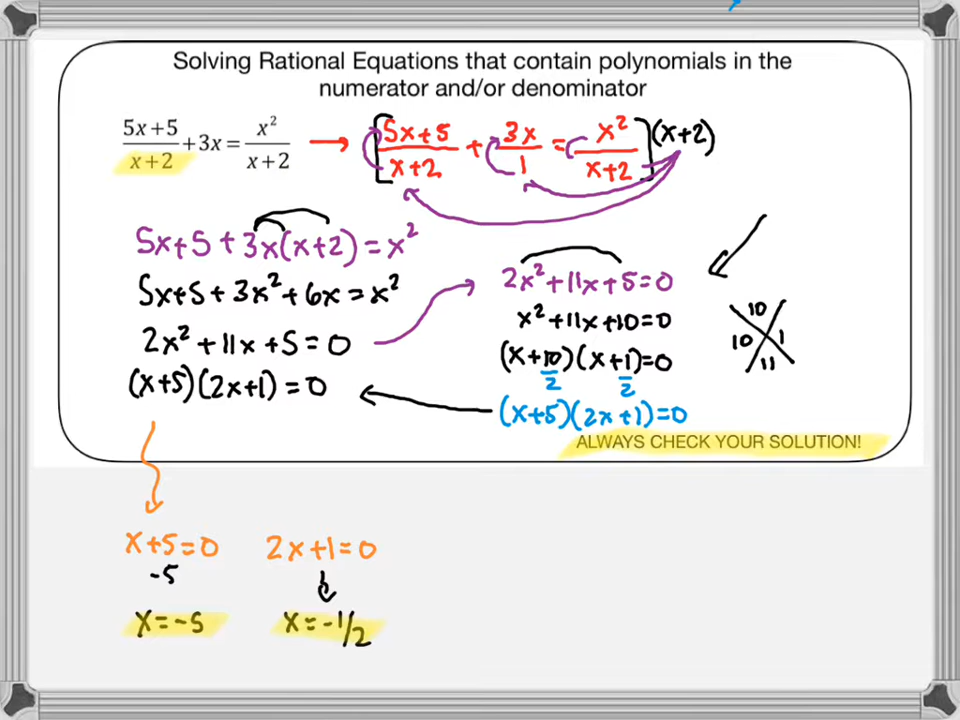 Solving Rational Equations that contain polynomials in the
numerator and/or denominator
(5x+5)/(x+2) + 3x = x²/(x+2) → [(5x+5)/(x+2) + 3x/1 = x²/(x+2)](x+2)
5x+5+3x(x+2)=x²
5x+5+3x²+6x=x²
2x²+11x+5=0
(x+5)(2x+1)=0
2x²+11x+5=0
x²+11x+10=0
(x+10)(x+1)=0
2 2
(x+5)(2x+1)=0
10
10 1
11
ALWAYS CHECK YOUR SOLUTION!
x+5=0 2x+1=0
-5
x=-5 x=-1/2